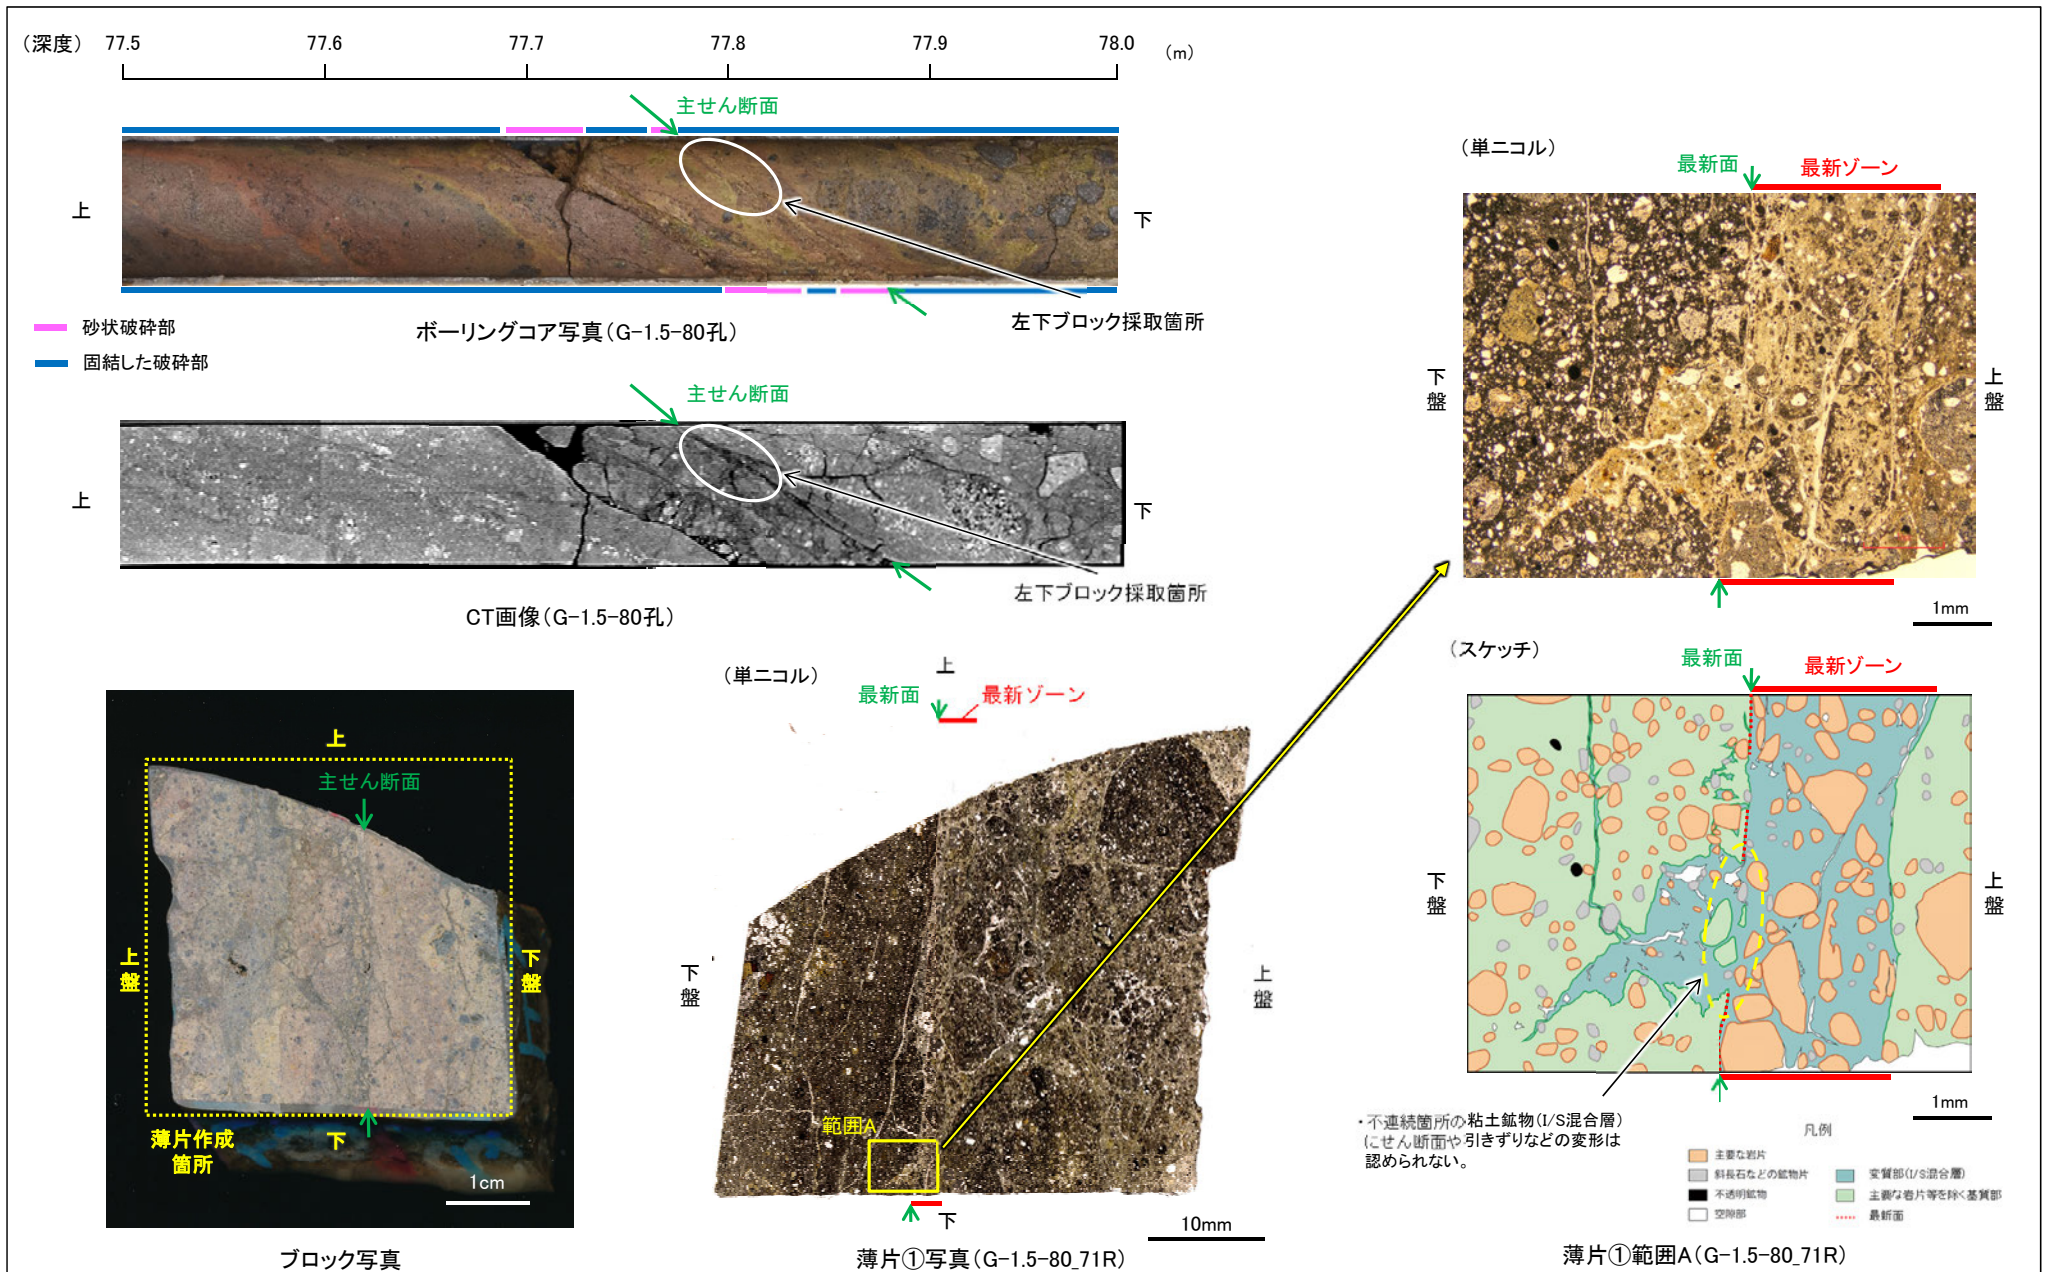 （深度） 77.5 77.6 77.7 77.8 77.9 78.0 (m)
主せん断面
上
下
砂状破砕部
固結した破砕部
ボーリングコア写真（G-1.5-80孔）
左下ブロック採取箇所
主せん断面
上
下
左下ブロック採取箇所
CT画像（G-1.5-80孔）
上
主せん断面
上盤
下盤
薄片作成箇所
下
1cm
ブロック写真
（単ニコル）
上
最新面
最新ゾーン
下盤
上盤
範囲A
下
10mm
薄片①写真（G-1.5-80_71R）
（単ニコル）
最新面
最新ゾーン
下盤
上盤
1mm
（スケッチ）
最新面
最新ゾーン
下盤
上盤
1mm
・不連続箇所の粘土鉱物（I/S混合層）
にせん断面や引きずりなどの変形は
認められない。
凡例
主要な岩片
斜長石などの鉱物片
不透明鉱物
空隙部
変質部（I/S混合層）
主要な岩片等を除く基質部
最新面
薄片①範囲A（G-1.5-80_71R）